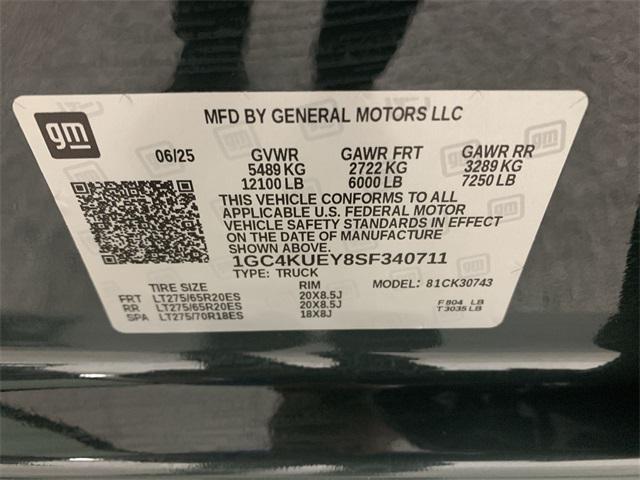 gm
MFD BY GENERAL MOTORS LLC
06/25 GVWR GAWR FRT GAWR RR
5489 KG 2722 KG 3289 KG
12100 LB 6000 LB 7250 LB
THIS VEHICLE CONFORMS TO ALL
APPLICABLE U.S. FEDERAL MOTOR
VEHICLE SAFETY STANDARDS IN EFFECT
ON THE DATE OF MANUFACTURE
SHOWN ABOVE.
1GC4KUEY8SF340711
TYPE: TRUCK MODEL: 81CK30743
TIRE SIZE RIM
FRT LT275/65R20ES 20X8.5J F 804 LB
RR LT275/65R20ES 20X8.5J T 3035 LB
SPA LT275/70R18ES 18X8J